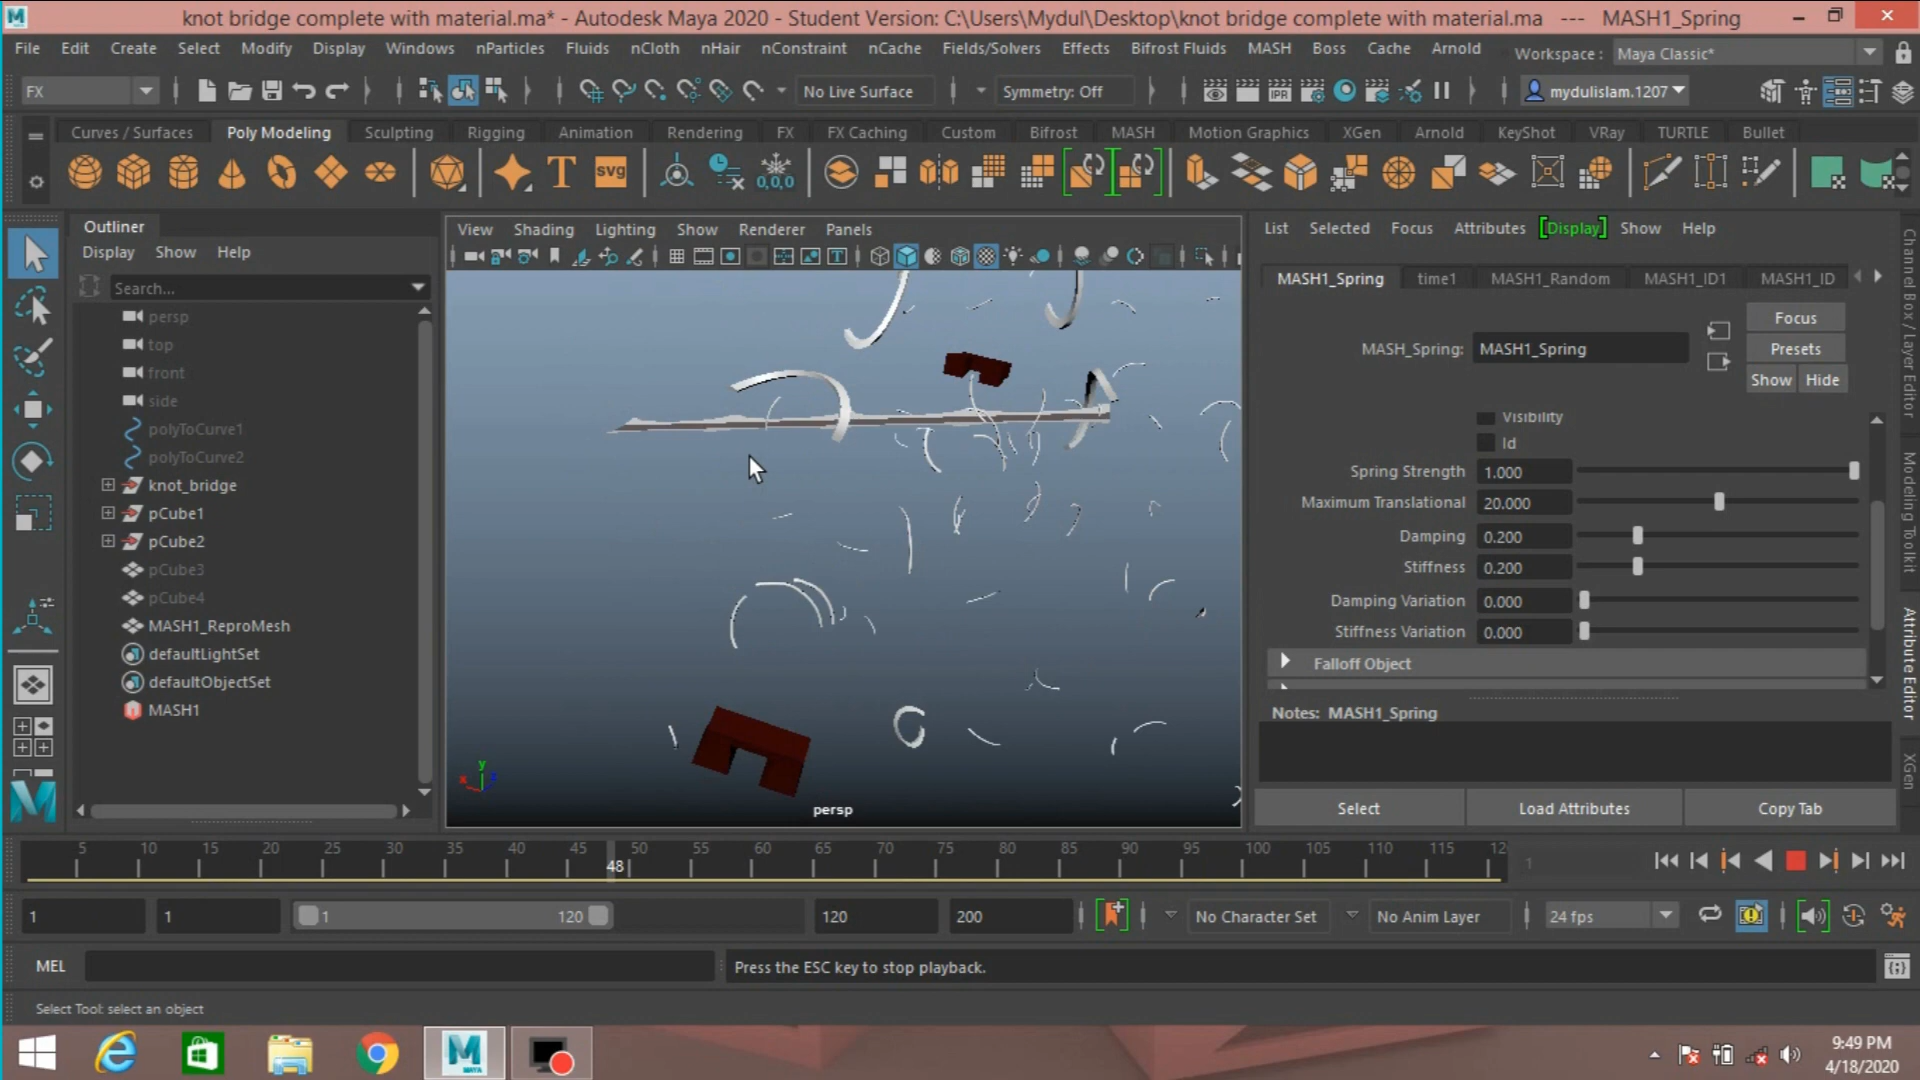 knot bridge complete with material.ma* - Autodesk Maya 2020 - Student Version: C:\Users\Mydul\Desktop\knot bridge complete with material.ma --- MASH1_Spring
File Edit Create Select Modify Display Windows nParticles Fluids nCloth nHair nConstraint nCache Fields/Solvers Effects Bifrost Fluids MASH Boss Cache Arnold Workspace : Maya Classic*
FX No Live Surface Symmetry: Off IPR mydulislam.1207
Curves / Surfaces Poly Modeling Sculpting Rigging Animation Rendering FX FX Caching Custom Bifrost MASH Motion Graphics XGen Arnold KeyShot VRay TURTLE Bullet
T SVG 0,0,0
Outliner
Display Show Help
Search...
persp
top
front
side
polyToCurve1
polyToCurve2
knot_bridge
pCube1
pCube2
pCube3
pCube4
MASH1_ReproMesh
defaultLightSet
defaultObjectSet
MASH1
View Shading Lighting Show Renderer Panels
x y z
persp
List Selected Focus Attributes [Display] Show Help
MASH1_Spring time1 MASH1_Random MASH1_ID1 MASH1_ID
MASH_Spring: MASH1_Spring
Focus
Presets
Show Hide
Visibility
Id
Spring Strength 1.000
Maximum Translational 20.000
Damping 0.200
Stiffness 0.200
Damping Variation 0.000
Stiffness Variation 0.000
Falloff Object
Notes: MASH1_Spring
Select Load Attributes Copy Tab
Channel Box / Layer Editor
Modeling Toolkit
Attribute Editor
XGen
5 10 15 20 25 30 35 40 45 50 55 60 65 70 75 80 85 90 95 100 105 110 115 12
48
1
1 1 1 120 120 200 No Character Set No Anim Layer 24 fps
MEL Press the ESC key to stop playback.
Select Tool: select an object
9:49 PM
4/18/2020